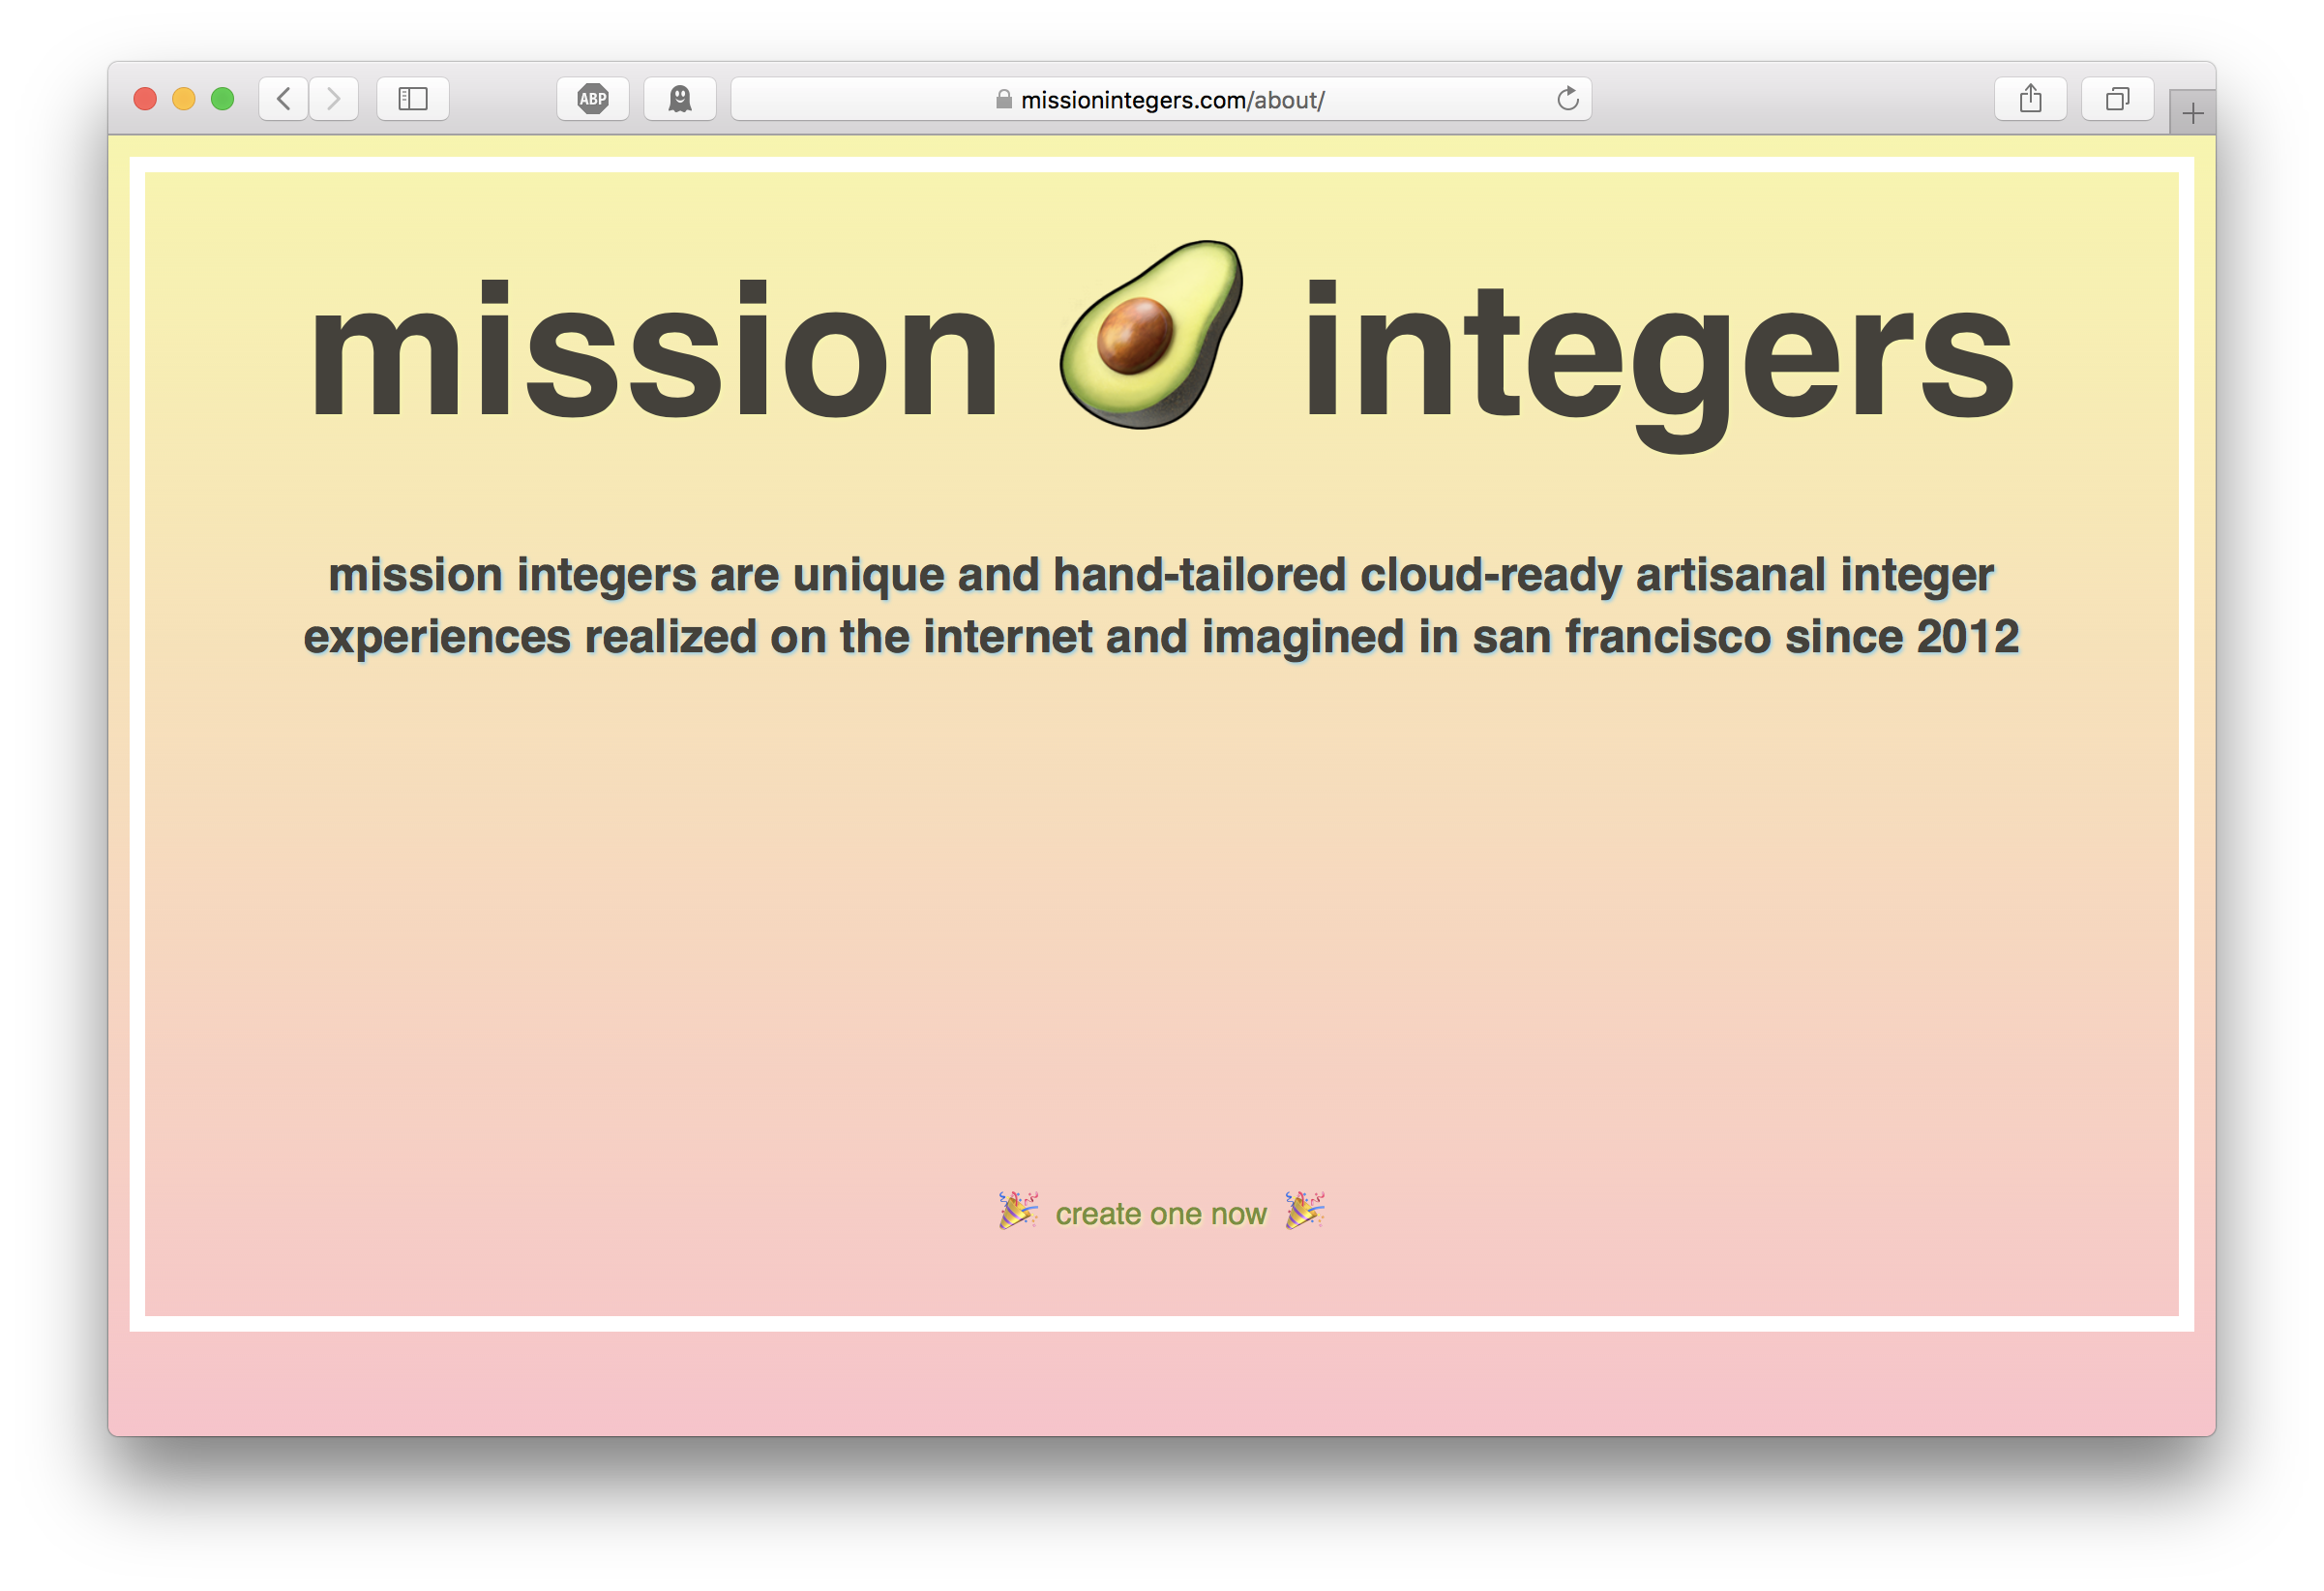 ABP
missionintegers.com/about/
mission 🥑 integers
mission integers are unique and hand-tailored cloud-ready artisanal integer
experiences realized on the internet and imagined in san francisco since 2012
🎉 create one now 🎉